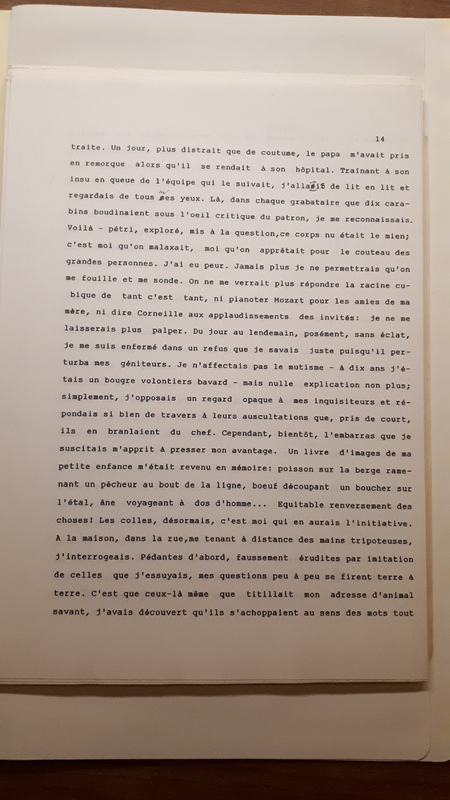 14
traite. Un jour, plus distrait que de coutume, le papa m'avait pris
en remorque alors qu'il se rendait à son hôpital. Traînant à son
insu en queue de l'équipe qui le suivait, j'allais de lit en lit et
regardais de tous mes yeux. Là, dans chaque grabataire que dix cara-
bins boudinaient sous l'oeil critique du patron, je me reconnaissais.
Voilà - pétri, exploré, mis à la question,ce corps nu était le mien;
c'est moi qu'on malaxait, moi qu'on apprêtait pour le couteau des
grandes personnes. J'ai eu peur. Jamais plus je ne permettrais qu'on
me fouille et me sonde. On ne me verrait plus répondre la racine cu-
bique de tant c'est tant, ni pianoter Mozart pour les amies de ma
mère, ni dire Corneille aux applaudissements des invités: je ne me
laisserais plus palper. Du jour au lendemain, posément, sans éclat,
je me suis enfermé dans un refus que je savais juste puisqu'il per-
turba mes géniteurs. Je n'affectais pas le mutisme - à dix ans j'é-
tais un bougre volontiers bavard - mais nulle explication non plus;
simplement, j'opposais un regard opaque à mes inquisiteurs et ré-
pondais si bien de travers à leurs auscultations que, pris de court,
ils en branlaient du chef. Cependant, bientôt, l'embarras que je
suscitais m'apprit à presser mon avantage. Un livre d'images de ma
petite enfance m'était revenu en mémoire: poisson sur la berge rame-
nant un pêcheur au bout de la ligne, boeuf découpant un boucher sur
l'étal, âne voyageant à dos d'homme... Equitable renversement des
choses! Les colles, désormais, c'est moi qui en aurais l'initiative.
A la maison, dans la rue,me tenant à distance des mains tripoteuses,
j'interrogeais. Pédantes d'abord, faussement érudites par imitation
de celles que j'essuyais, mes questions peu à peu se firent terre à
terre. C'est que ceux-là même que titillait mon adresse d'animal
savant, j'avais découvert qu'ils s'achoppaient au sens des mots tout